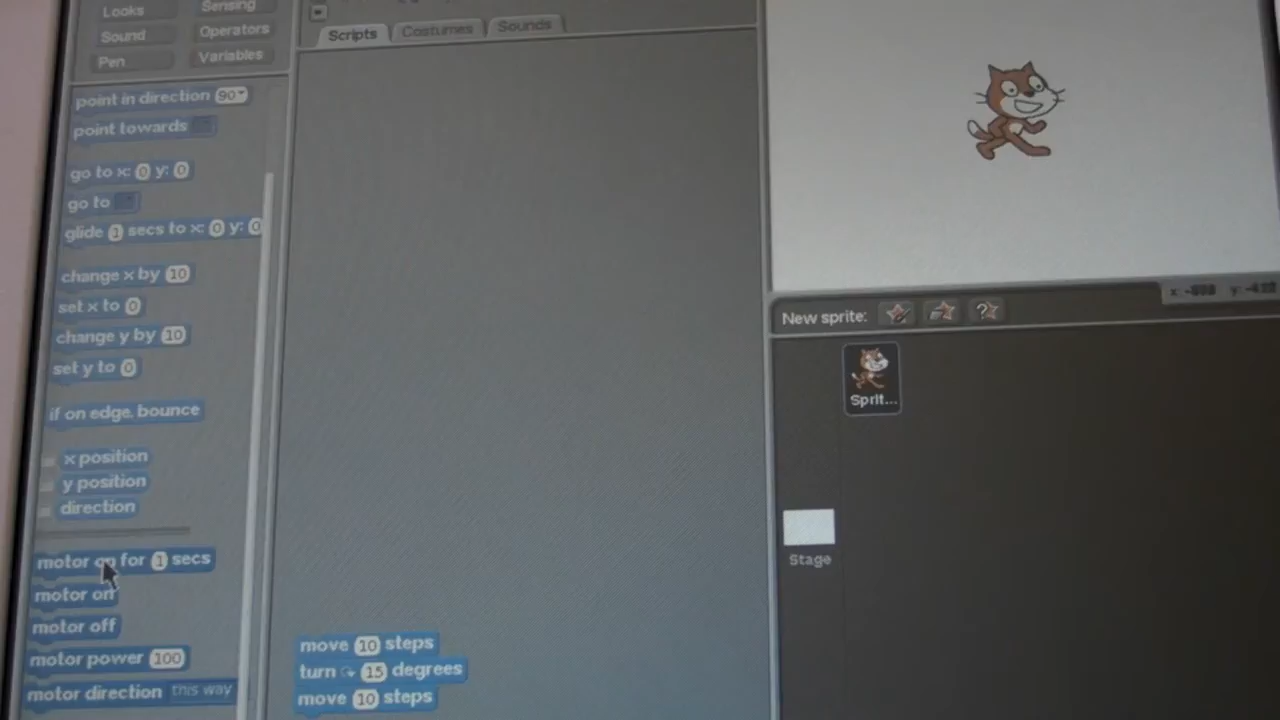 Looks
Sensing
Sound
Operators
Pen
Variables
Scripts
Costumes
Sounds
point in direction 90
point towards
go to x: 0 y: 0
go to
glide 1 secs to x: 0 y: 0
change x by 10
set x to 0
change y by 10
set y to 0
if on edge, bounce
x position
y position
direction
motor on for 1 secs
motor on
motor off
motor power 100
motor direction this way
move 10 steps
turn 15 degrees
move 10 steps
x:
y:
New sprite:
Sprit...
Stage